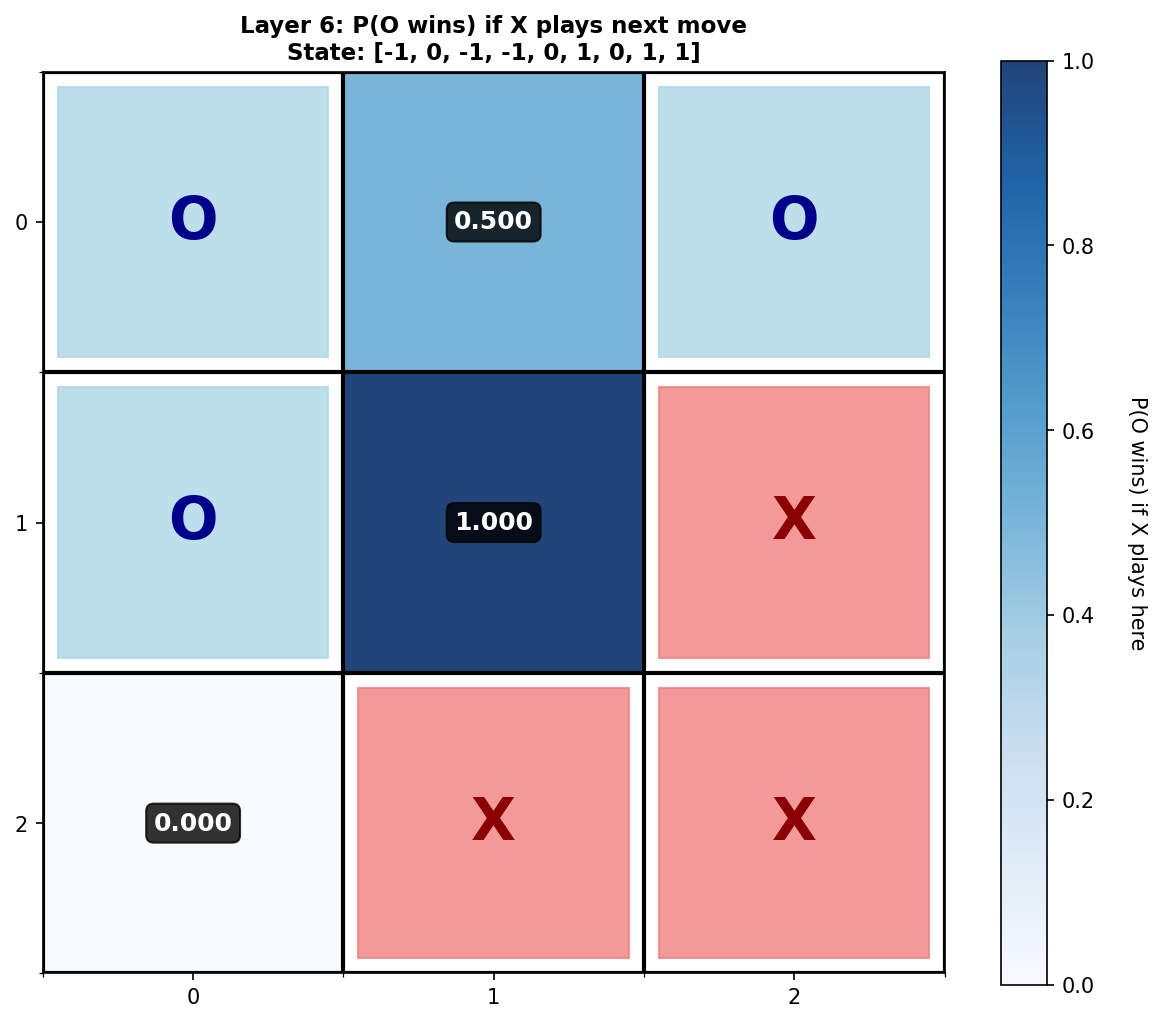 Layer 6: P(O wins) if X plays next move
State: [-1, 0, -1, -1, 0, 1, 0, 1, 1]
O
0.500
O
O
1.000
X
0.000
X
X
0
1
2
0
1
2
1.0
0.8
0.6
0.4
0.2
0.0
P(O wins) if X plays here